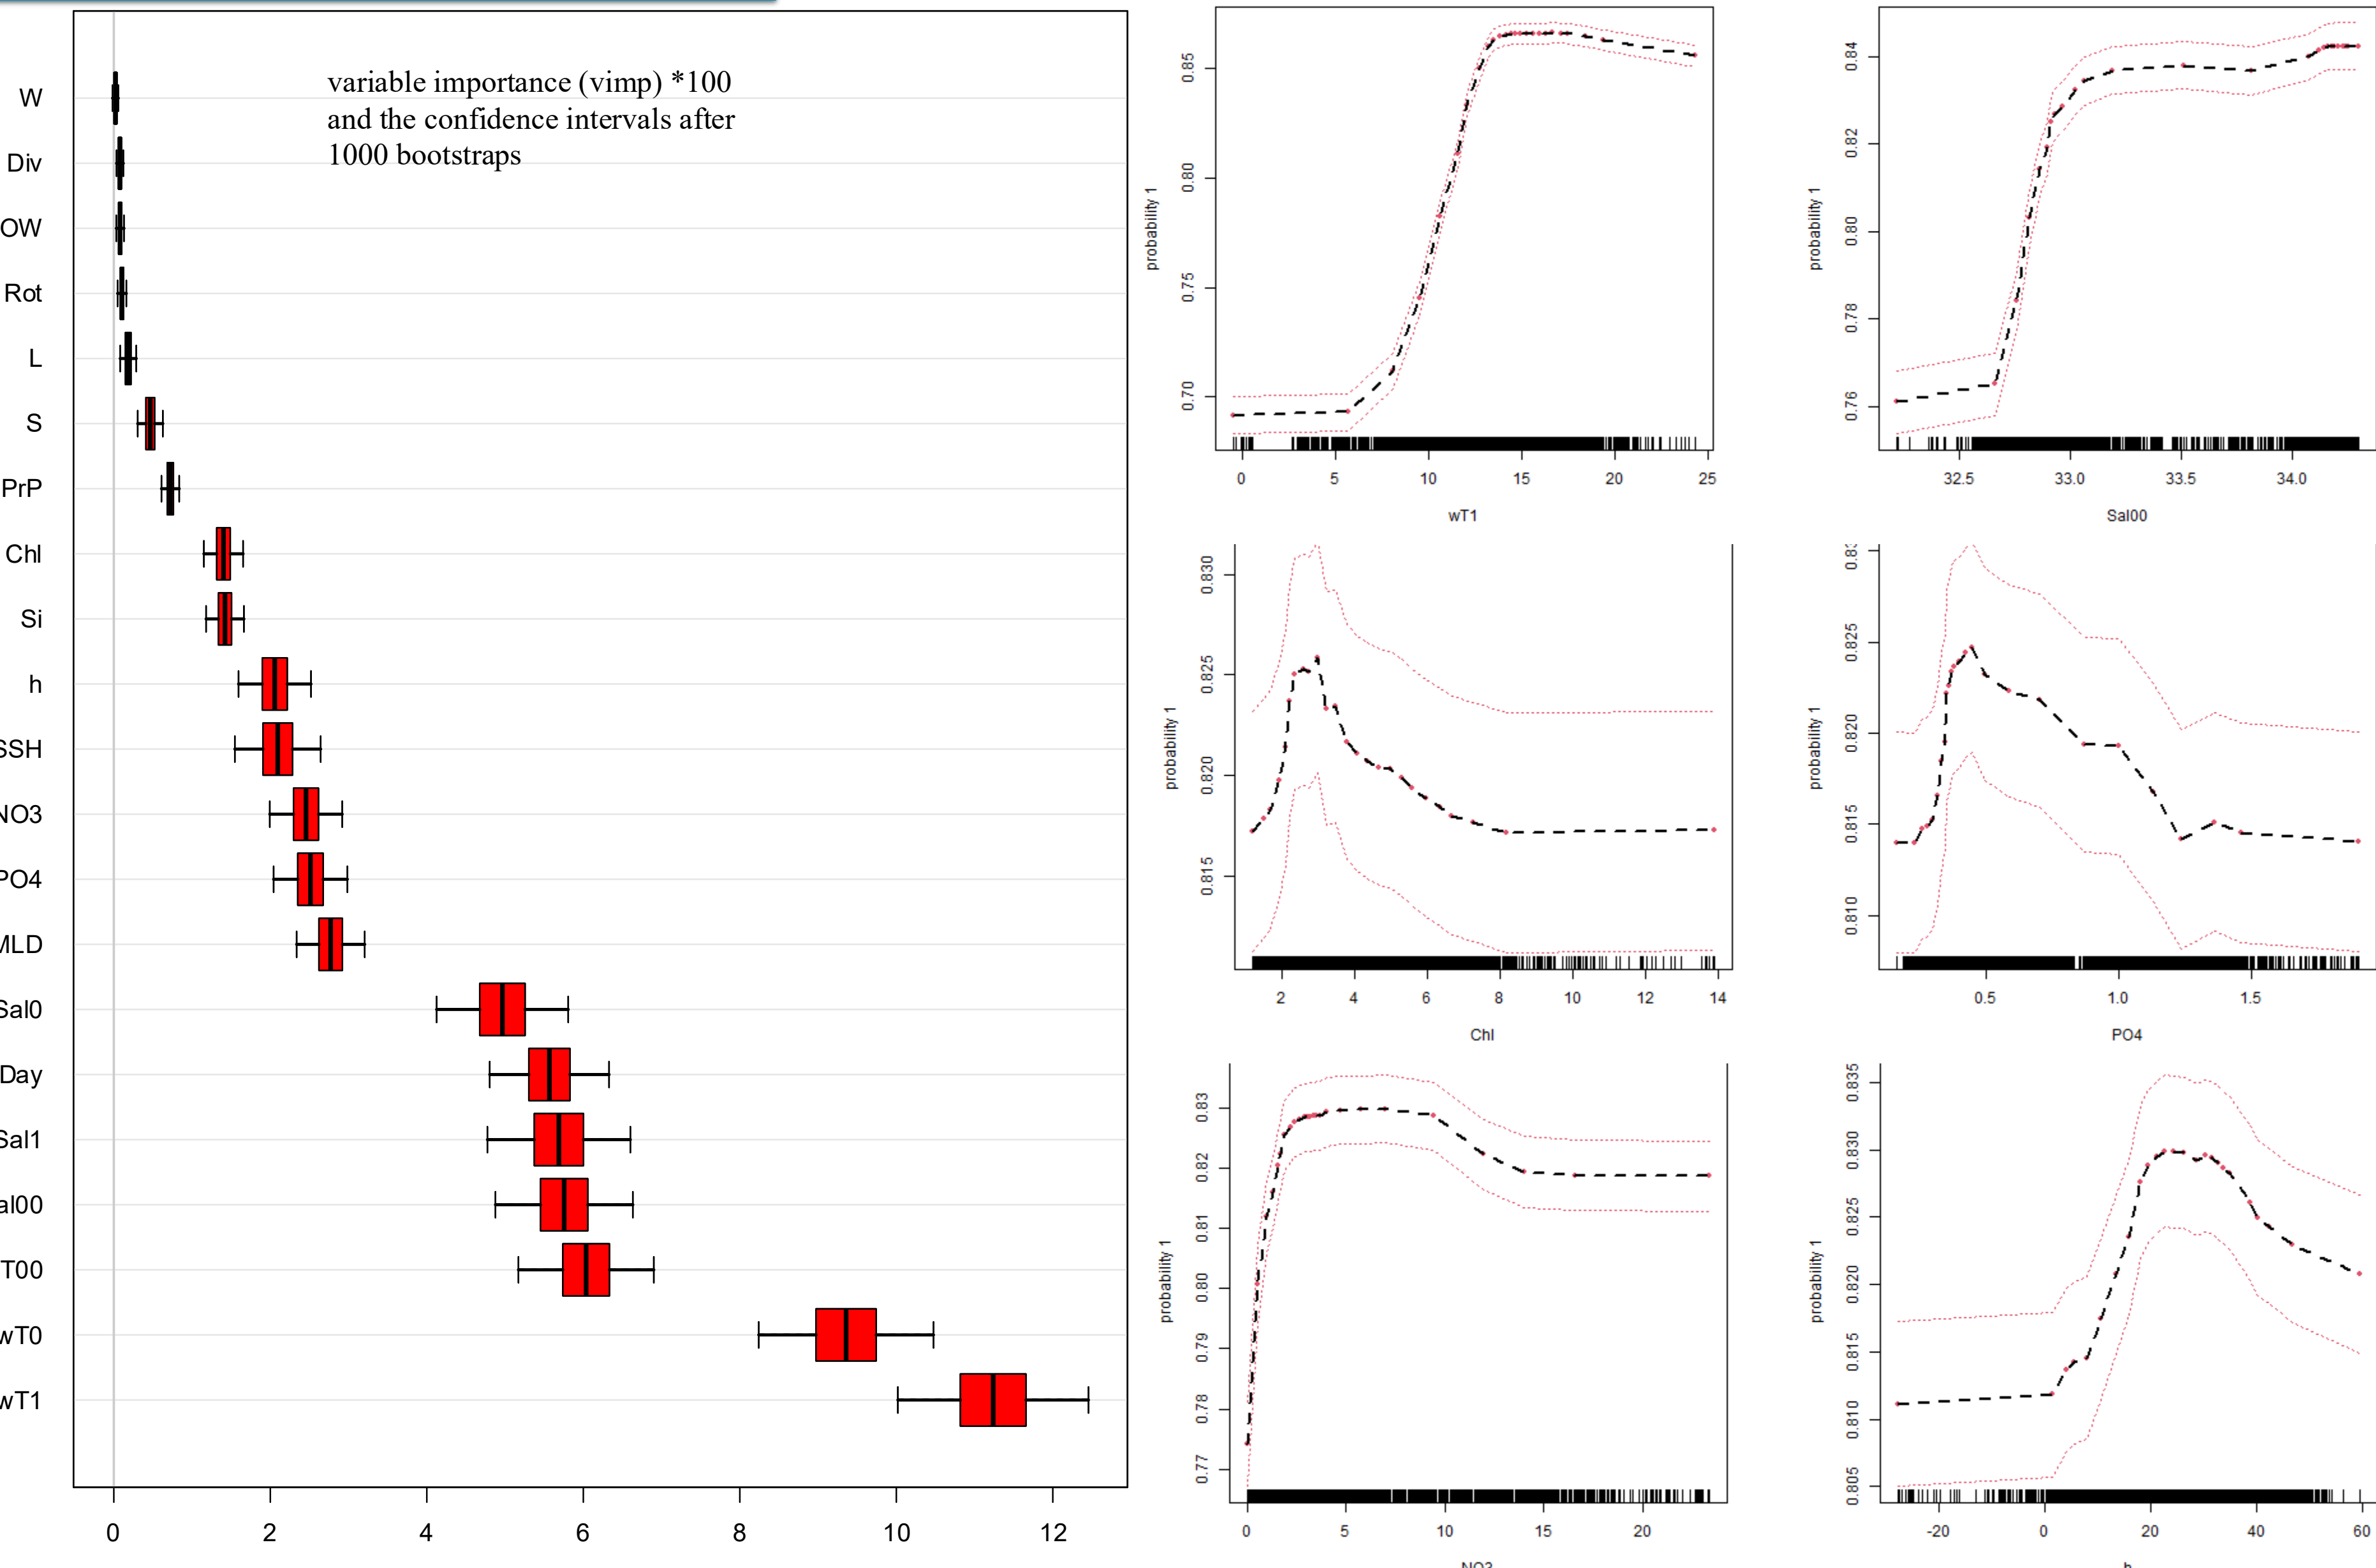 variable importance (vimp) *100
and the confidence intervals after
1000 bootstraps
W
Div
OW
Rot
L
S
PrP
Chl
Si
h
SSH
NO3
PO4
MLD
Sal0
Day
Sal1
al00
T00
wT0
wT1
0 2 4 6 8 10 12
probability 1
0.85
0.80
0.75
0.70
0 5 10 15 20 25
wT1
probability 1
0.84
0.82
0.80
0.78
0.76
32.5 33.0 33.5 34.0
Sal00
probability 1
0.830
0.825
0.820
0.815
2 4 6 8 10 12 14
Chl
probability 1
0.825
0.820
0.815
0.810
0.5 1.0 1.5
PO4
probability 1
0.83
0.82
0.81
0.80
0.79
0.78
0.77
0 5 10 15 20
NO3
probability 1
0.835
0.830
0.825
0.820
0.815
0.810
0.805
-20 0 20 40 60
h